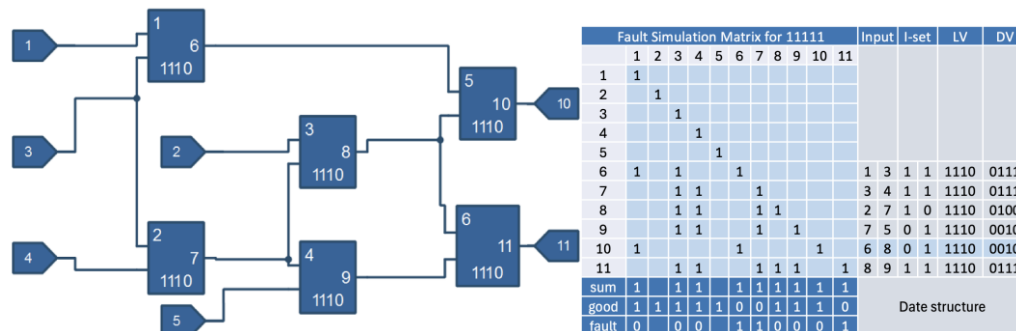 1
1
6
1110
5
10
1110
10
3
2
3
8
1110
4
2
7
1110
4
9
1110
6
11
1110
11
5
Fault Simulation Matrix for 11111 Input I-set LV DV
1 2 3 4 5 6 7 8 9 10 11
1 1
2 1
3 1
4 1
5 1
6 1 1 1 1 3 1 1 1110 0111
7 1 1 1 3 4 1 1 1110 0111
8 1 1 1 1 2 7 1 0 1110 0100
9 1 1 1 1 7 5 0 1 1110 0010
10 1 1 1 6 8 0 1 1110 0010
11 1 1 1 1 1 1 8 9 1 1 1110 0111
sum 1 1 1 1 1 1 1 1 1
good 1 1 1 1 1 0 0 1 1 1 0 Date structure
fault 0 0 0 1 1 0 0 0 1